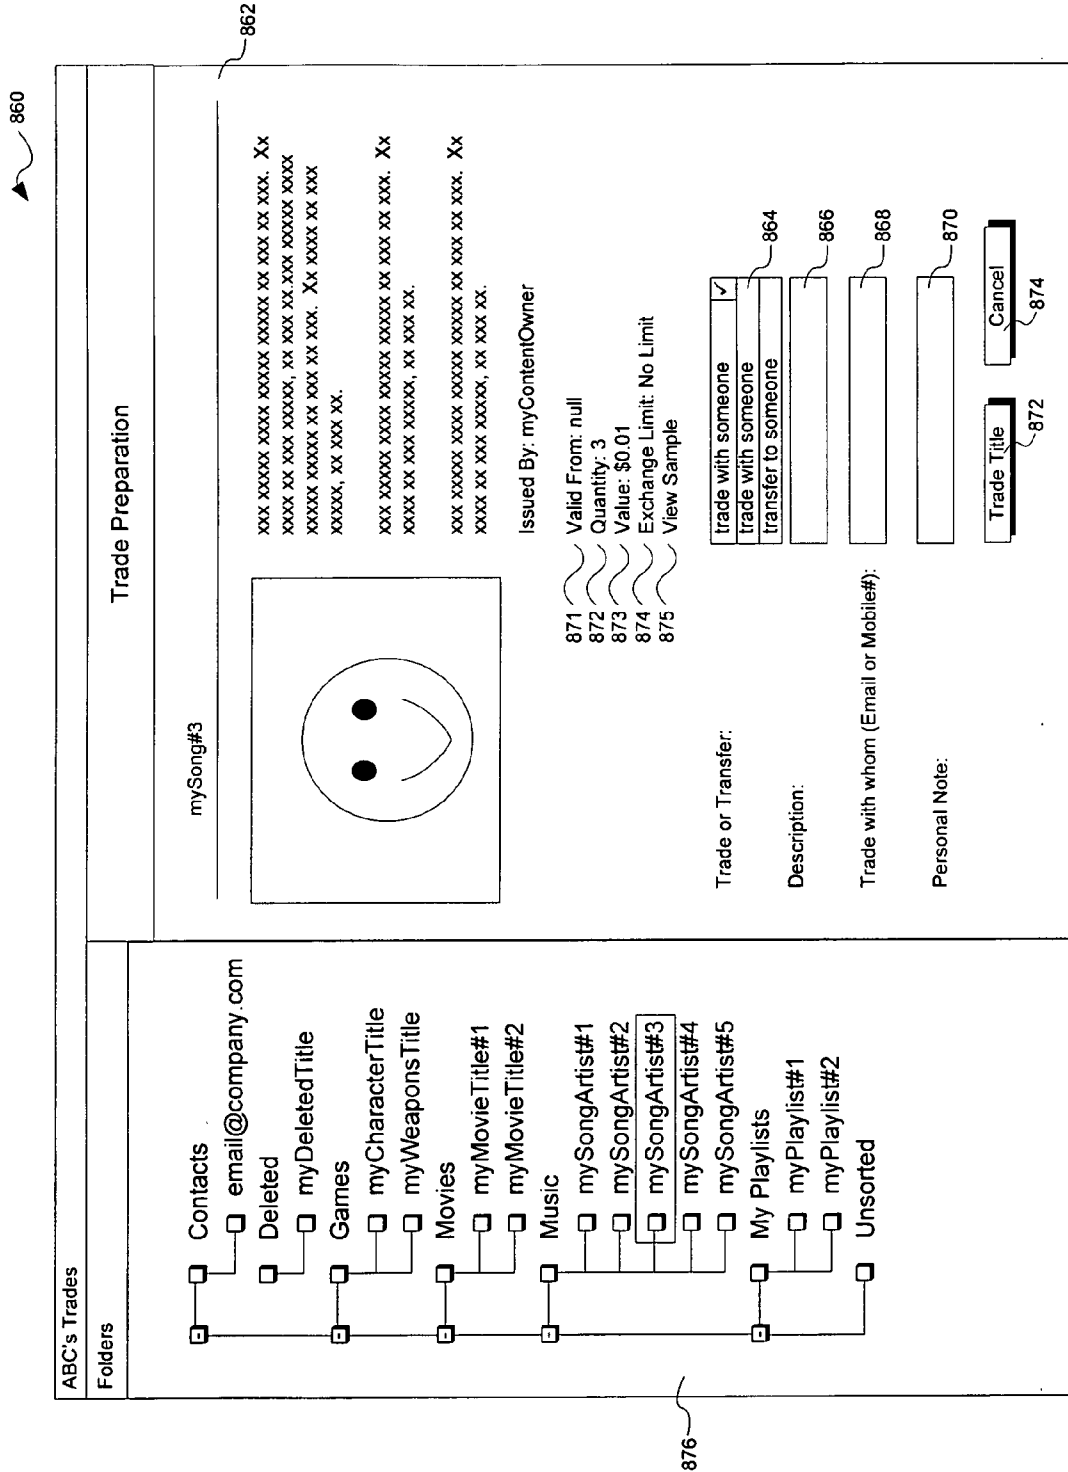 860
ABC's Trades
Folders
Trade Preparation
Contacts
email@company.com
Deleted
myDeletedTitle
Games
myCharacterTitle
myWeaponsTitle
Movies
myMovieTitle#1
myMovieTitle#2
Music
mySongArtist#1
mySongArtist#2
mySongArtist#3
mySongArtist#4
mySongArtist#5
My Playlists
myPlaylist#1
myPlaylist#2
Unsorted
876
mySong#3
862
xxx xxxxx xxxx xxxxx xxxxx xx xxx xx xxx. Xx
xxxx xx xxx xxxxx, xx xxx xx.xxx xxxxx xxxx
xxxxx xxxxx xx xxx xx xxx. Xx xxxx xx xxx
xxxxx, xx xxx xx.
xxx xxxxx xxxx xxxxx xxxxx xx xxx xx xxx. Xx
xxxx xx xxx xxxxx, xx xxx xx.
xxx xxxxx xxxx xxxxx xxxxx xx xxx xx xxx. Xx
xxxx xx xxx xxxxx, xx xxx xx.
Issued By: myContentOwner
871 Valid From: null
872 Quantity: 3
873 Value: $0.01
874 Exchange Limit: No Limit
875 View Sample
Trade or Transfer: trade with someone ✓
trade with someone 864
transfer to someone
Description: 866
Trade with whom (Email or Mobile#): 868
Personal Note: 870
Trade Title Cancel
872 874